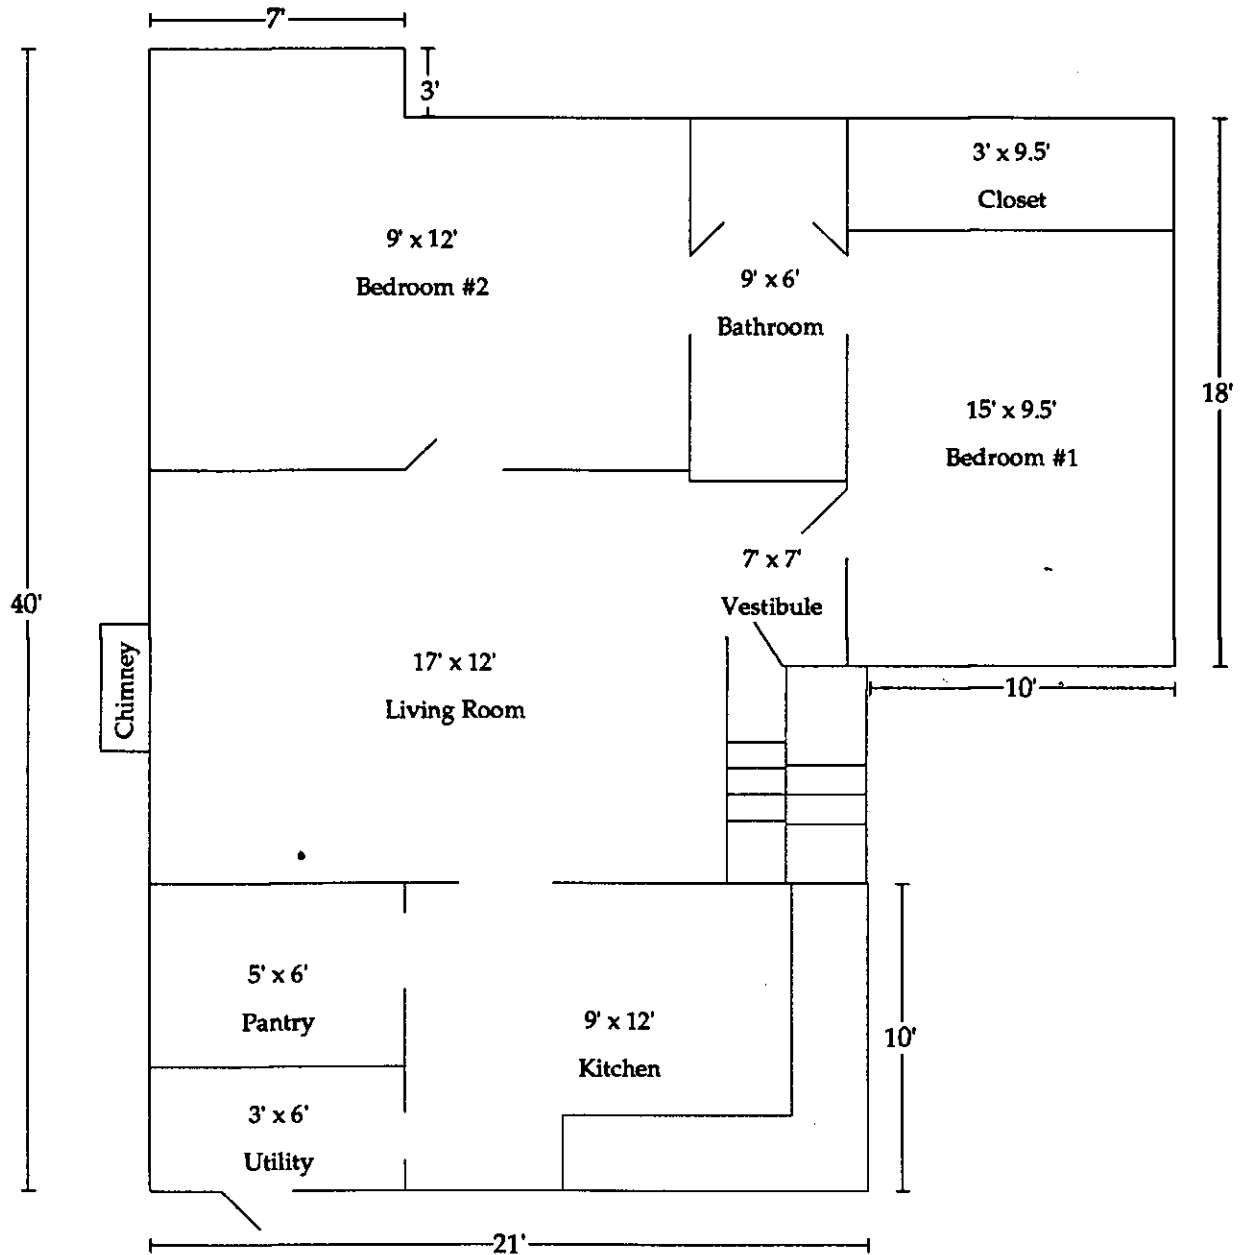 7'
3'
3' x 9.5'
Closet
9' x 12'
Bedroom #2
9' x 6'
Bathroom
18'
15' x 9.5'
Bedroom #1
7' x 7'
Vestibule
40'
Chimney
17' x 12'
Living Room
10'
5' x 6'
Pantry
9' x 12'
Kitchen
10'
3' x 6'
Utility
21'